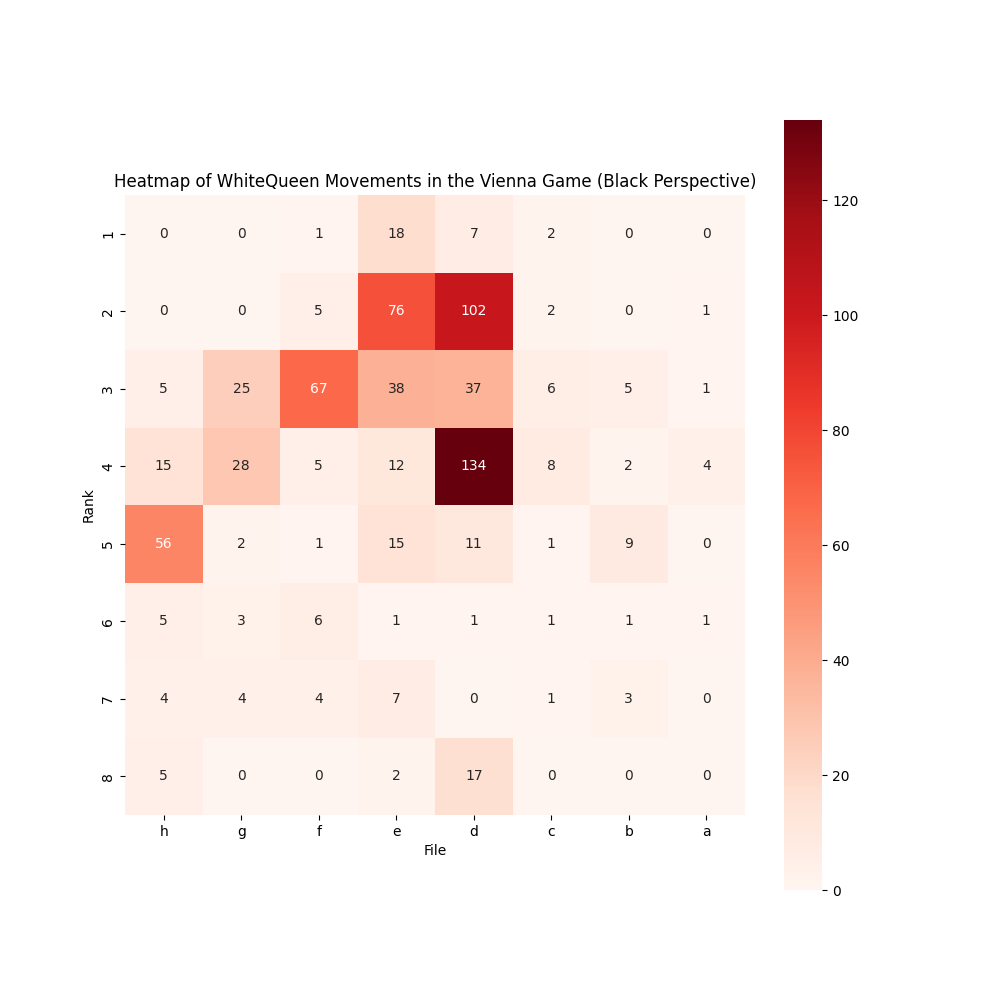 Heatmap of WhiteQueen Movements in the Vienna Game (Black Perspective)
1 0 0 1 18 7 2 0 0
2 0 0 5 76 102 2 0 1
3 5 25 67 38 37 6 5 1
4 15 28 5 12 134 8 2 4
Rank
5 56 2 1 15 11 1 9 0
6 5 3 6 1 1 1 1 1
7 4 4 4 7 0 1 3 0
8 5 0 0 2 17 0 0 0
h g f e d c b a
File
120
100
80
60
40
20
0